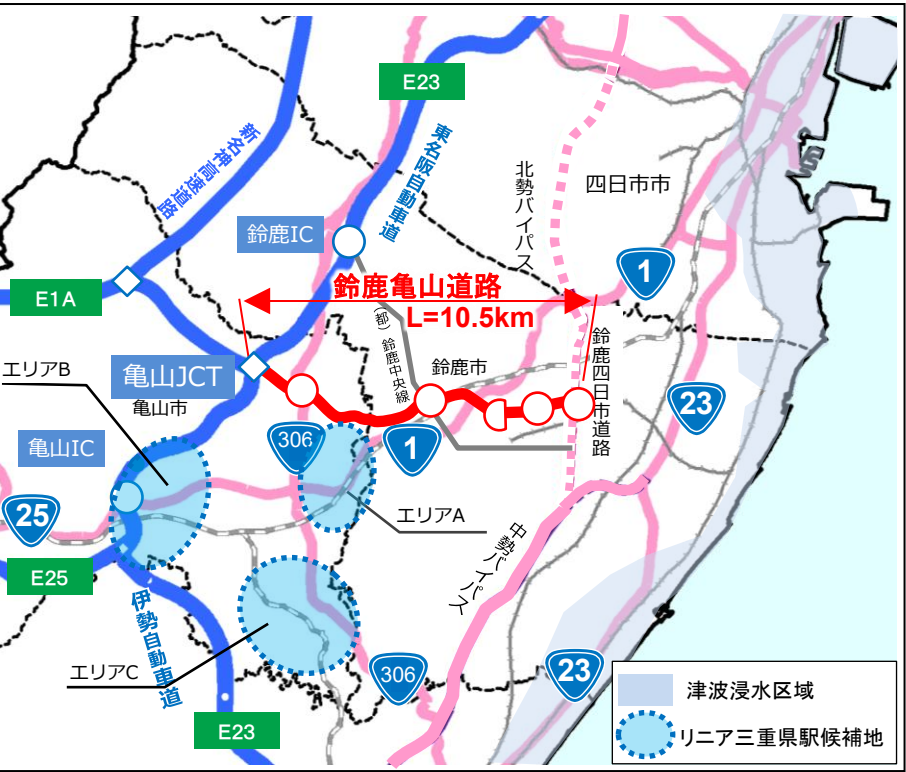 E23
新名神高速道路
東名阪自動車道
北勢バイパス
四日市市
鈴鹿IC
1
鈴鹿亀山道路
L=10.5km
E1A
(都) 鈴鹿中央線
鈴鹿四日市道路
エリアB
亀山JCT
鈴鹿市
亀山市
23
306
1
亀山IC
25
エリアA
中勢バイパス
E25
伊勢自動車道
エリアC
306
23
E23
津波浸水区域
リニア三重県駅候補地